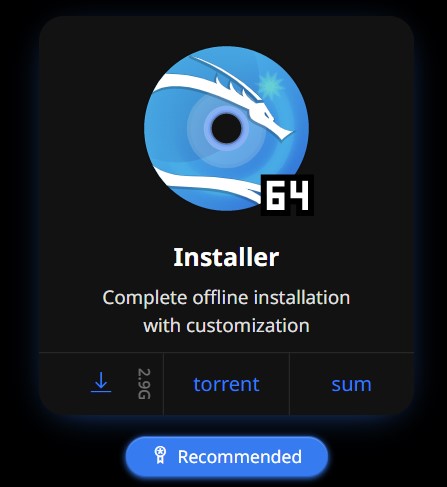 64
Installer
Complete offline installation
with customization
2.9G
torrent
sum
Recommended